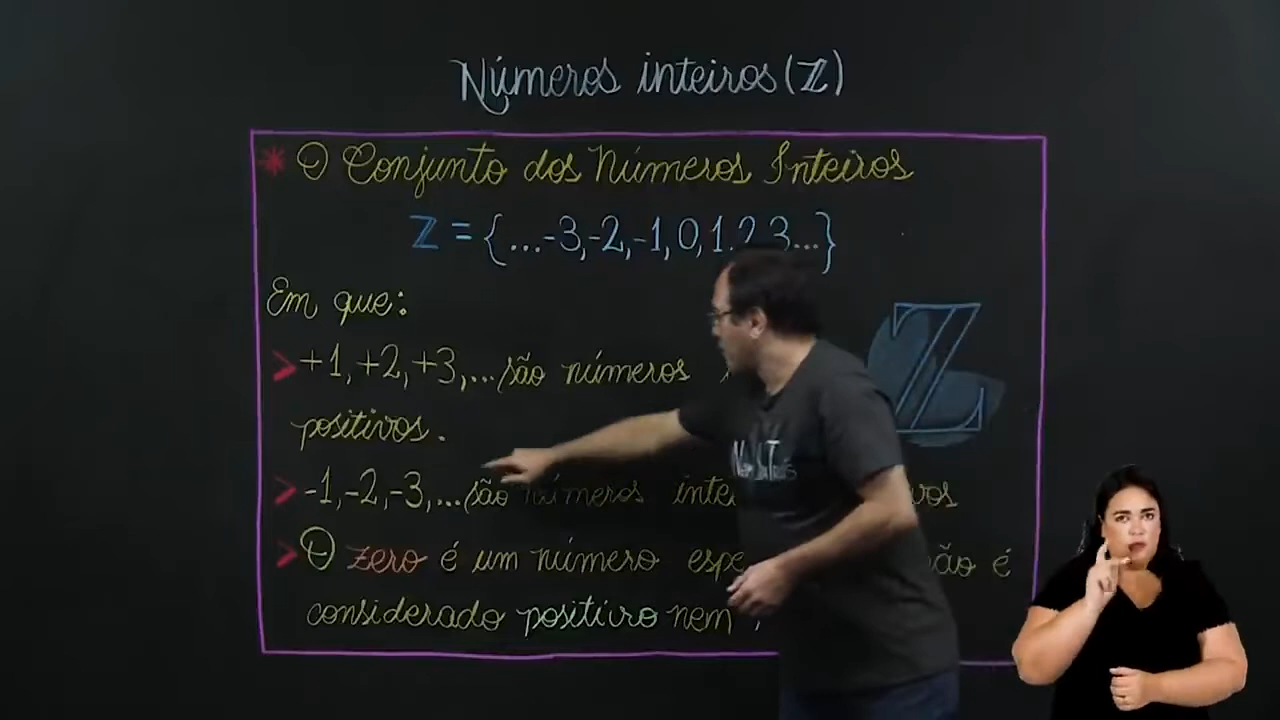 Números inteiros (ℤ)
* O Conjunto dos Números Inteiros
ℤ = {...-3,-2,-1,0,1,2,3...}
Em que:
> +1,+2,+3,... são números
positivos.
ℤ
> -1,-2,-3,... são números
> O zero é um número é
considerado positivo nem